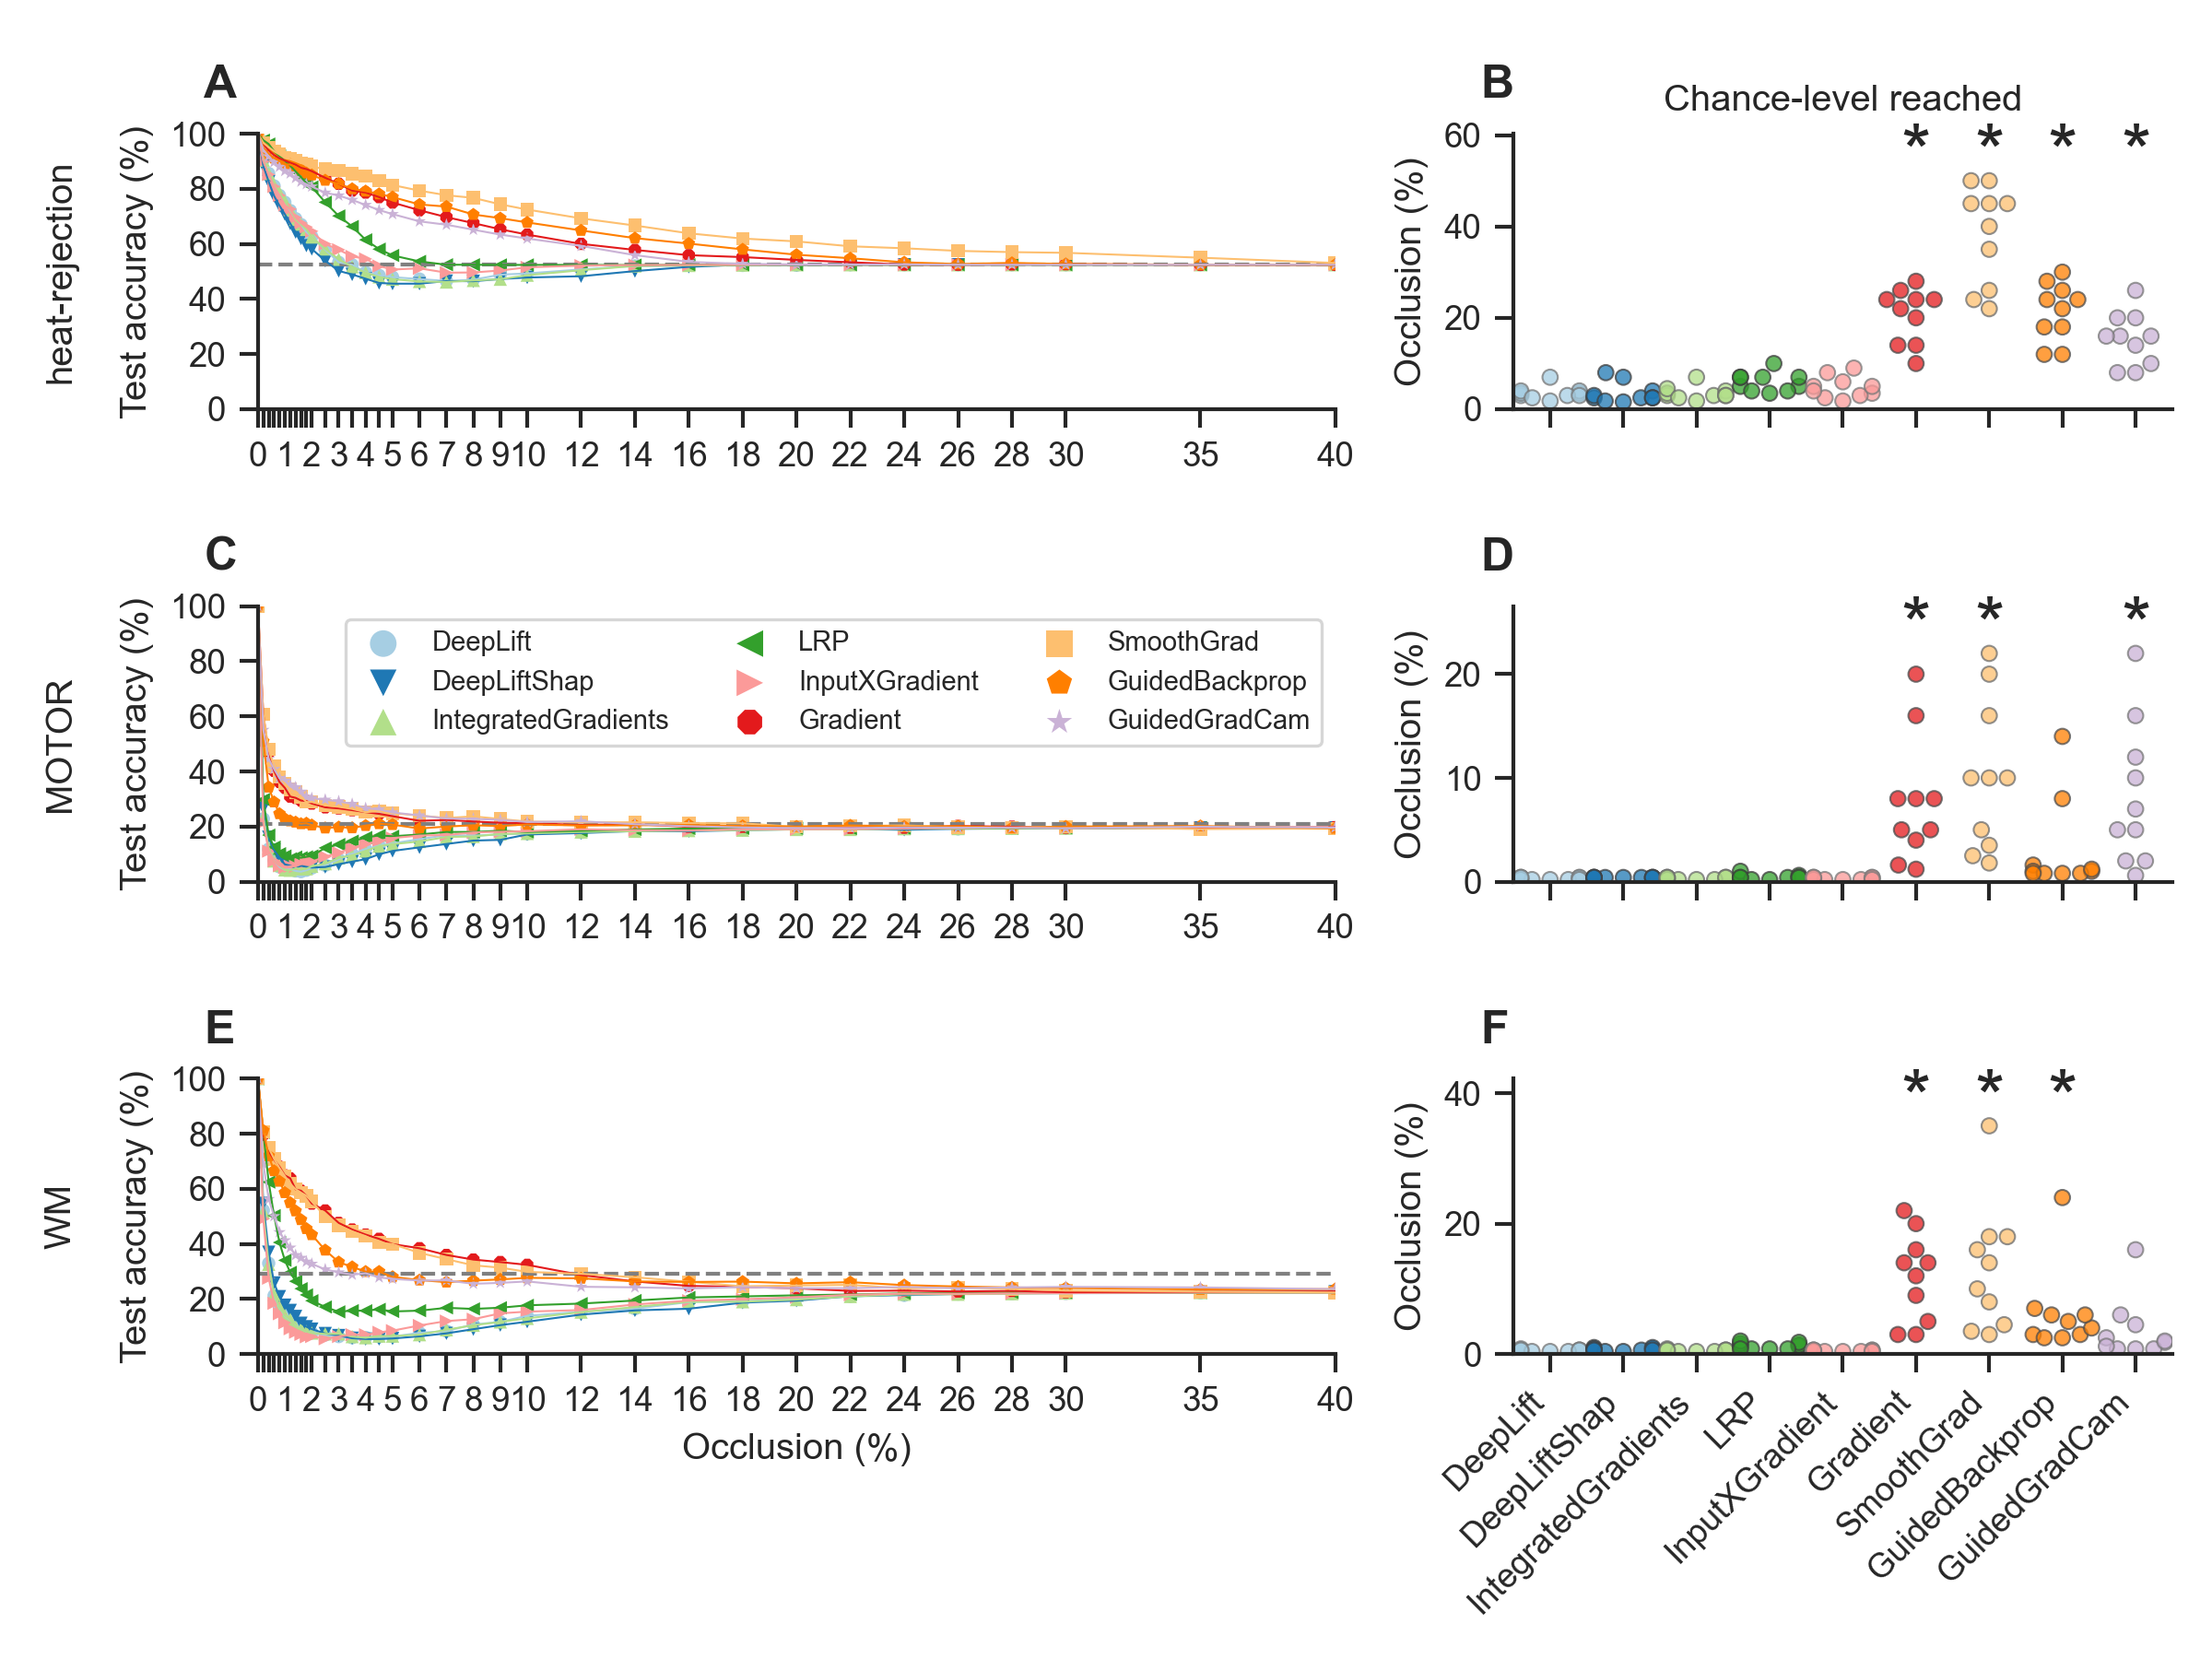 A
heat-rejection
Test accuracy (%)
100
80
60
40
20
0
0 1 2 3 4 5 6 7 8 9 10 12 14 16 18 20 22 24 26 28 30 35 40
B
Chance-level reached
Occlusion (%)
60
40
20
0
* * * *
C
MOTOR
Test accuracy (%)
100
80
60
40
20
0
DeepLift
DeepLiftShap
IntegratedGradients
LRP
InputXGradient
Gradient
SmoothGrad
GuidedBackprop
GuidedGradCam
0 1 2 3 4 5 6 7 8 9 10 12 14 16 18 20 22 24 26 28 30 35 40
D
Occlusion (%)
20
10
0
* * *
E
WM
Test accuracy (%)
100
80
60
40
20
0
0 1 2 3 4 5 6 7 8 9 10 12 14 16 18 20 22 24 26 28 30 35 40
Occlusion (%)
F
Occlusion (%)
40
20
0
* * *
DeepLift
DeepLiftShap
IntegratedGradients
LRP
InputXGradient
Gradient
SmoothGrad
GuidedBackprop
GuidedGradCam